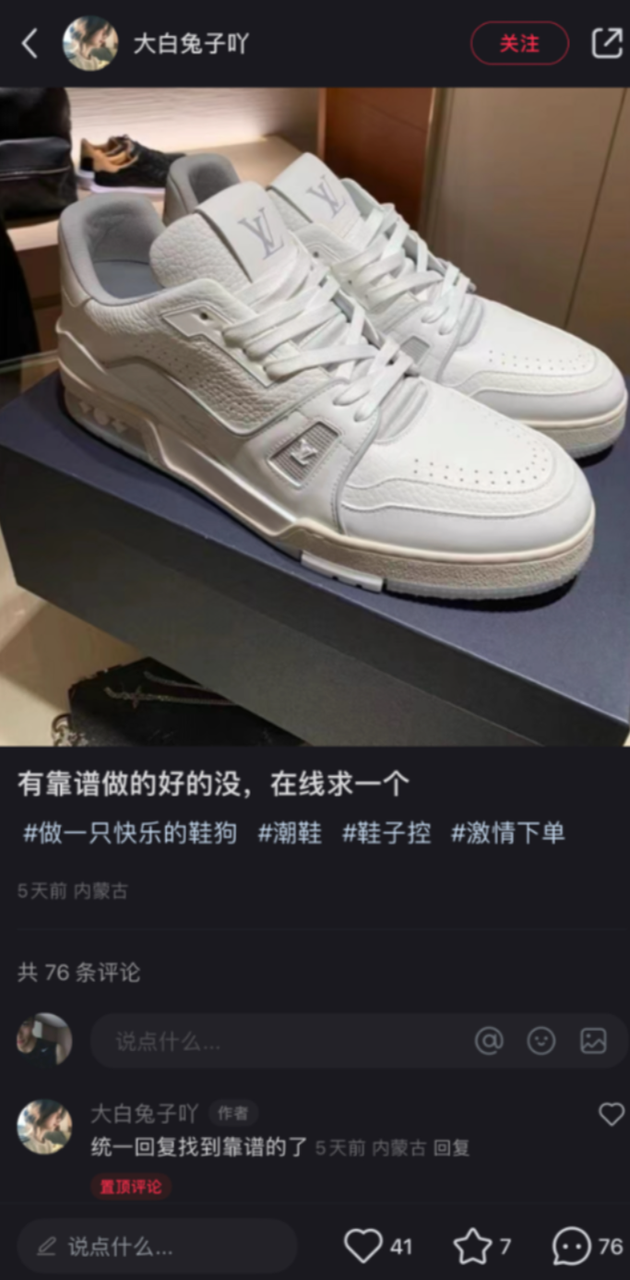 大白兔子吖
关注
LV
LV
LV
有靠谱做的好的没，在线求一个
#做一只快乐的鞋狗 #潮鞋 #鞋子控 #激情下单
5天前 内蒙古
共 76 条评论
说点什么...
大白兔子吖 作者
统一回复找到靠谱的了 5天前 内蒙古 回复
置顶评论
说点什么... 41 7 76